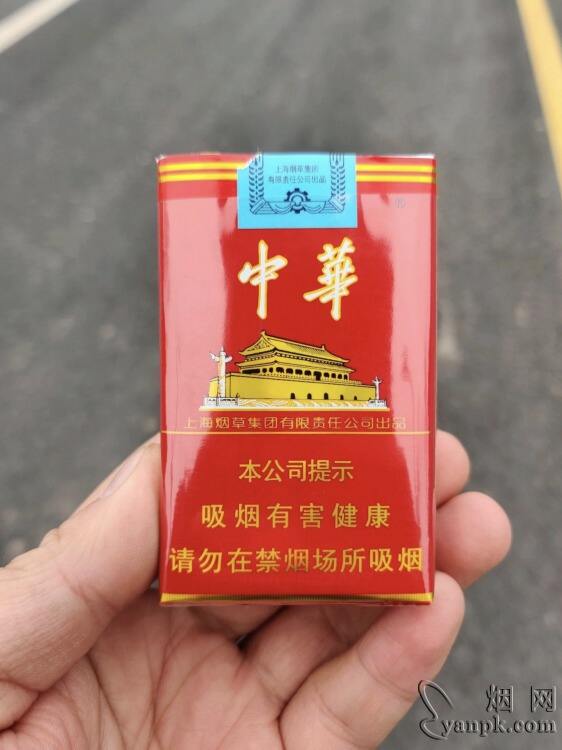 上海烟草集团
有限责任公司出品
®
中華
上海烟草集团有限责任公司出品
本公司提示
吸烟有害健康
请勿在禁烟场所吸烟
烟网
yanpk.com